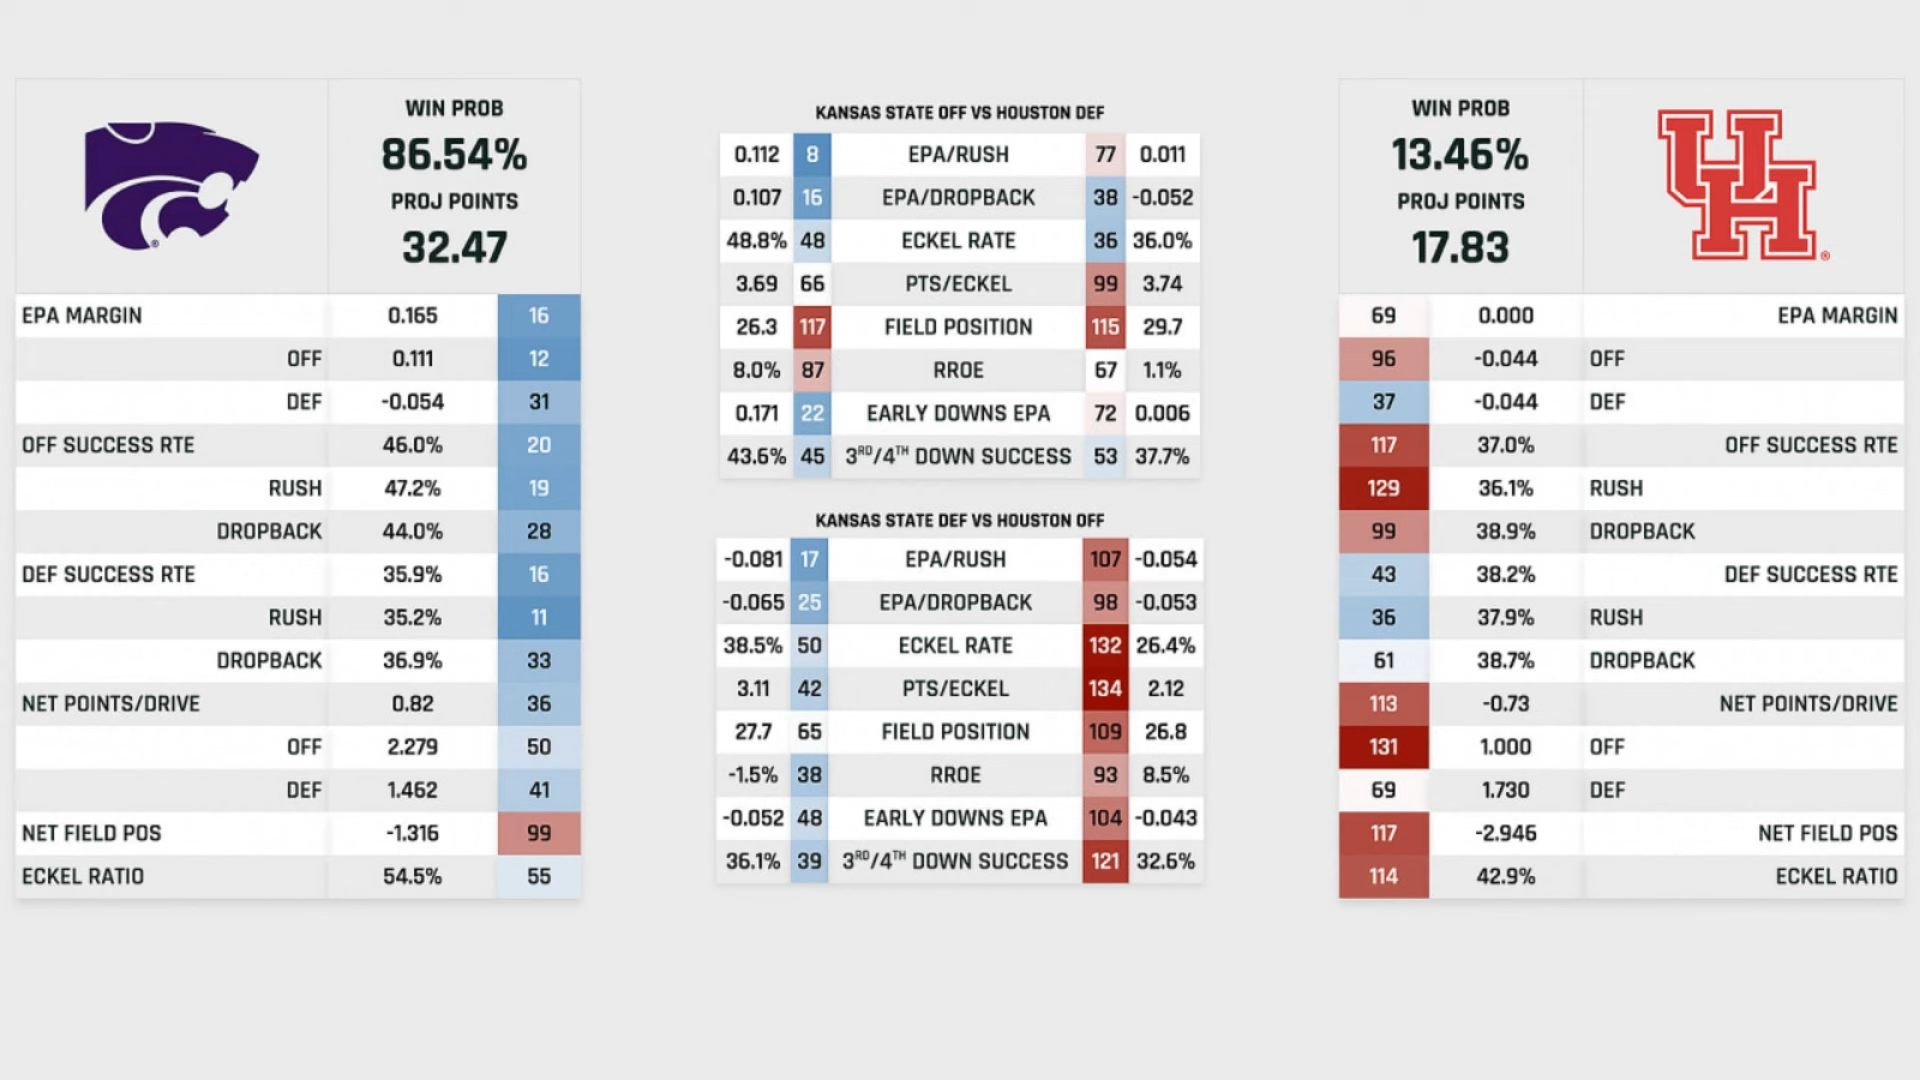 WIN PROB
86.54%
PROJ POINTS
32.47
EPA MARGIN 0.165 16
OFF 0.111 12
DEF -0.054 31
OFF SUCCESS RTE 46.0% 20
RUSH 47.2% 19
DROPBACK 44.0% 28
DEF SUCCESS RTE 35.9% 16
RUSH 35.2% 11
DROPBACK 36.9% 33
NET POINTS/DRIVE 0.82 36
OFF 2.279 50
DEF 1.462 41
NET FIELD POS -1.316 99
ECKEL RATIO 54.5% 55
KANSAS STATE OFF VS HOUSTON DEF
0.112 8 EPA/RUSH 77 0.011
0.107 16 EPA/DROPBACK 38 -0.052
48.8% 48 ECKEL RATE 36 36.0%
3.69 66 PTS/ECKEL 99 3.74
26.3 117 FIELD POSITION 115 29.7
8.0% 87 RROE 67 1.1%
0.171 22 EARLY DOWNS EPA 72 0.006
43.6% 45 3RD/4TH DOWN SUCCESS 53 37.7%
KANSAS STATE DEF VS HOUSTON OFF
-0.081 17 EPA/RUSH 107 -0.054
-0.065 25 EPA/DROPBACK 98 -0.053
38.5% 50 ECKEL RATE 132 26.4%
3.11 42 PTS/ECKEL 134 2.12
27.7 65 FIELD POSITION 109 26.8
-1.5% 38 RROE 93 8.5%
-0.052 48 EARLY DOWNS EPA 104 -0.043
36.1% 39 3RD/4TH DOWN SUCCESS 121 32.6%
WIN PROB
13.46%
PROJ POINTS
17.83
UH®
69 0.000 EPA MARGIN
96 -0.044 OFF
37 -0.044 DEF
117 37.0% OFF SUCCESS RTE
129 36.1% RUSH
99 38.9% DROPBACK
43 38.2% DEF SUCCESS RTE
36 37.9% RUSH
61 38.7% DROPBACK
113 -0.73 NET POINTS/DRIVE
131 1.000 OFF
69 1.730 DEF
117 -2.946 NET FIELD POS
114 42.9% ECKEL RATIO